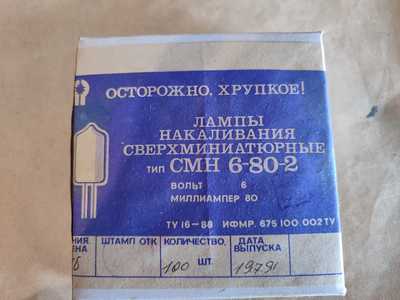 ОСТОРОЖНО, ХРУПКОЕ!
ЛАМПЫ
НАКАЛИВАНИЯ
СВЕРХМИНИАТЮРНЫЕ
ТИП СМН 6-80-2
ВОЛЬТ 6
МИЛЛИАМПЕР 80
ТУ 16-88 ИФМР. 675 100.002 ТУ
ШТАМП ОТК КОЛИЧЕСТВО, ДАТА
ВЫПУСКА
100 ШТ.